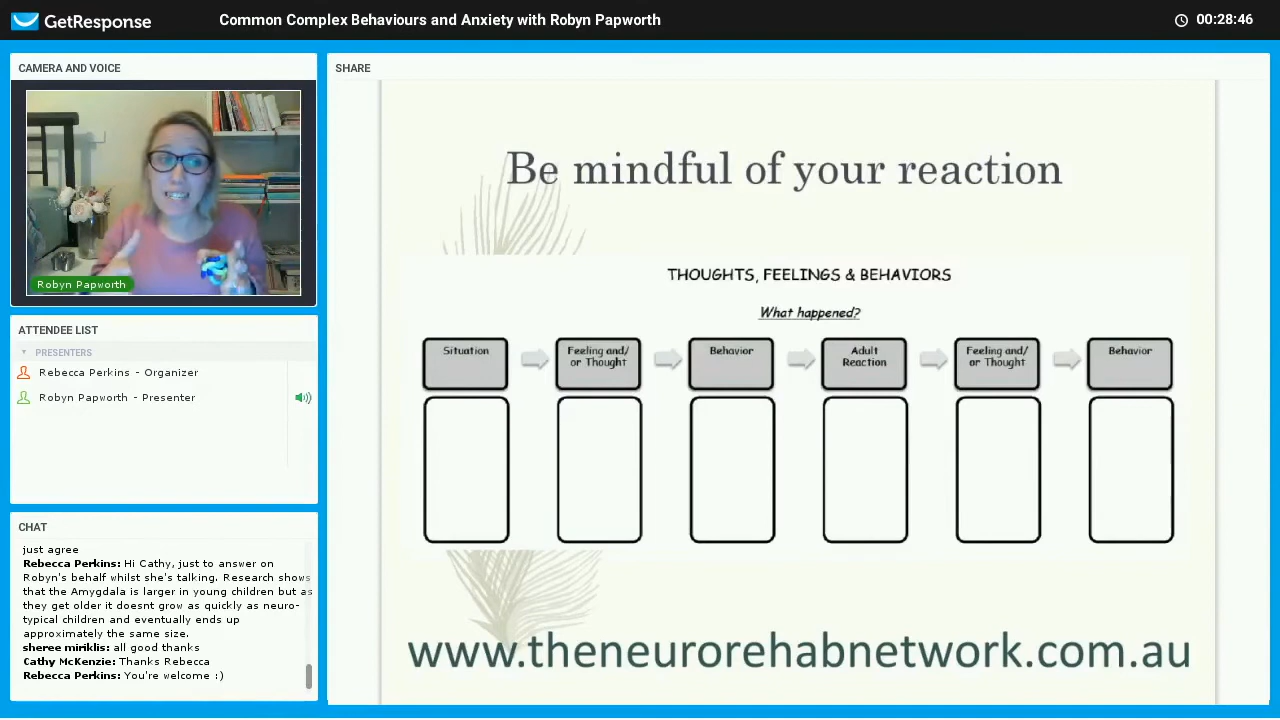 GetResponse
Common Complex Behaviours and Anxiety with Robyn Papworth
00:28:46
CAMERA AND VOICE
Robyn Papworth
ATTENDEE LIST
PRESENTERS
Rebecca Perkins - Organizer
Robyn Papworth - Presenter
CHAT
just agree
Rebecca Perkins: Hi Cathy, just to answer on
Robyn's behalf whilst she's talking. Research shows
that the Amygdala is larger in young children but as
they get older it doesnt grow as quickly as neuro-
typical children and eventually ends up
approximately the same size.
sheree miriklis: all good thanks
Cathy McKenzie: Thanks Rebecca
Rebecca Perkins: You're welcome :)
SHARE
Be mindful of your reaction
THOUGHTS, FEELINGS & BEHAVIORS
What happened?
Situation
Feeling and/
or Thought
Behavior
Adult
Reaction
Feeling and/
or Thought
Behavior
www.theneurorehabnetwork.com.au